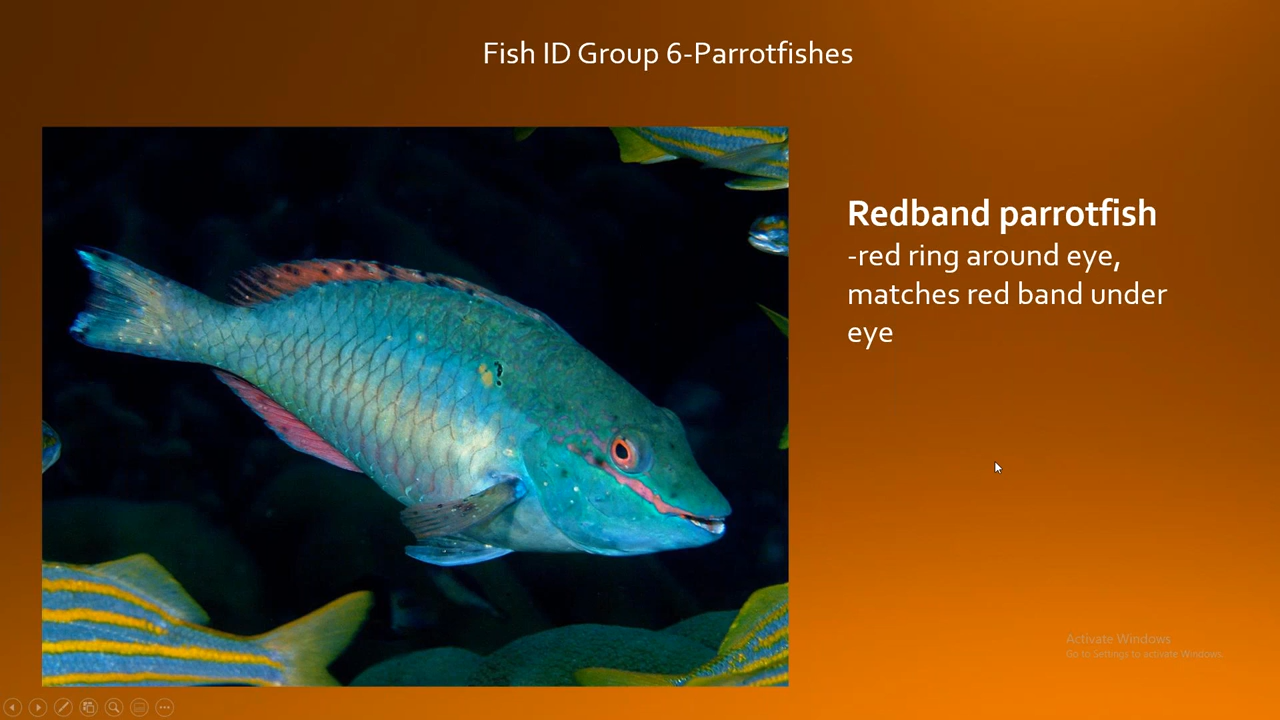 Fish ID Group 6-Parrotfishes
Redband parrotfish
-red ring around eye,
matches red band under
eye
Activate Windows
Go to Settings to activate Windows.